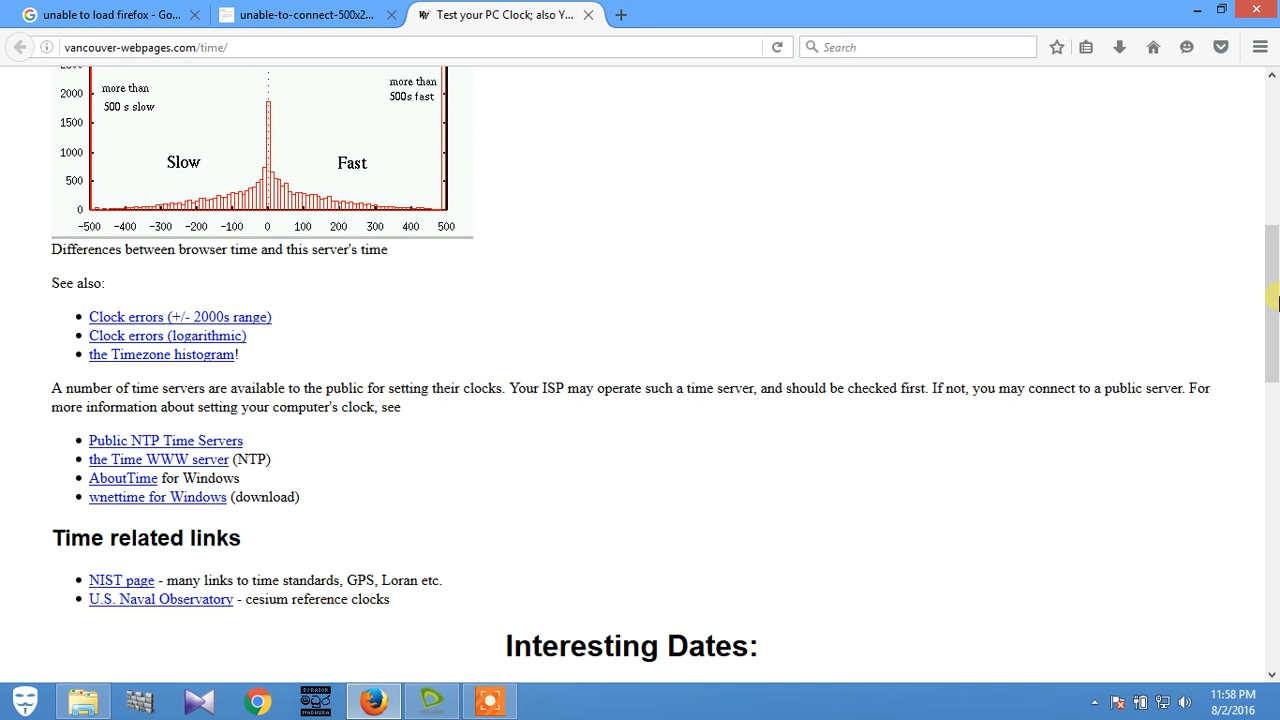 unable to load firefox - Go...
unable-to-connect-500x2...
Test your PC Clock; also Y...
vancouver-webpages.com/time/
Search
2500
more than
500 s slow
more than
500s fast
2000
1500
1000
Slow
Fast
500
0
-500 -400 -300 -200 -100 0 100 200 300 400 500
Differences between browser time and this server's time
See also:
Clock errors (+/- 2000s range)
Clock errors (logarithmic)
the Timezone histogram!
A number of time servers are available to the public for setting their clocks. Your ISP may operate such a time server, and should be checked first. If not, you may connect to a public server. For
more information about setting your computer's clock, see
Public NTP Time Servers
the Time WWW server (NTP)
AboutTime for Windows
wnettime for Windows (download)
Time related links
NIST page - many links to time standards, GPS, Loran etc.
U.S. Naval Observatory - cesium reference clocks
Interesting Dates:
11:58 PM
8/2/2016